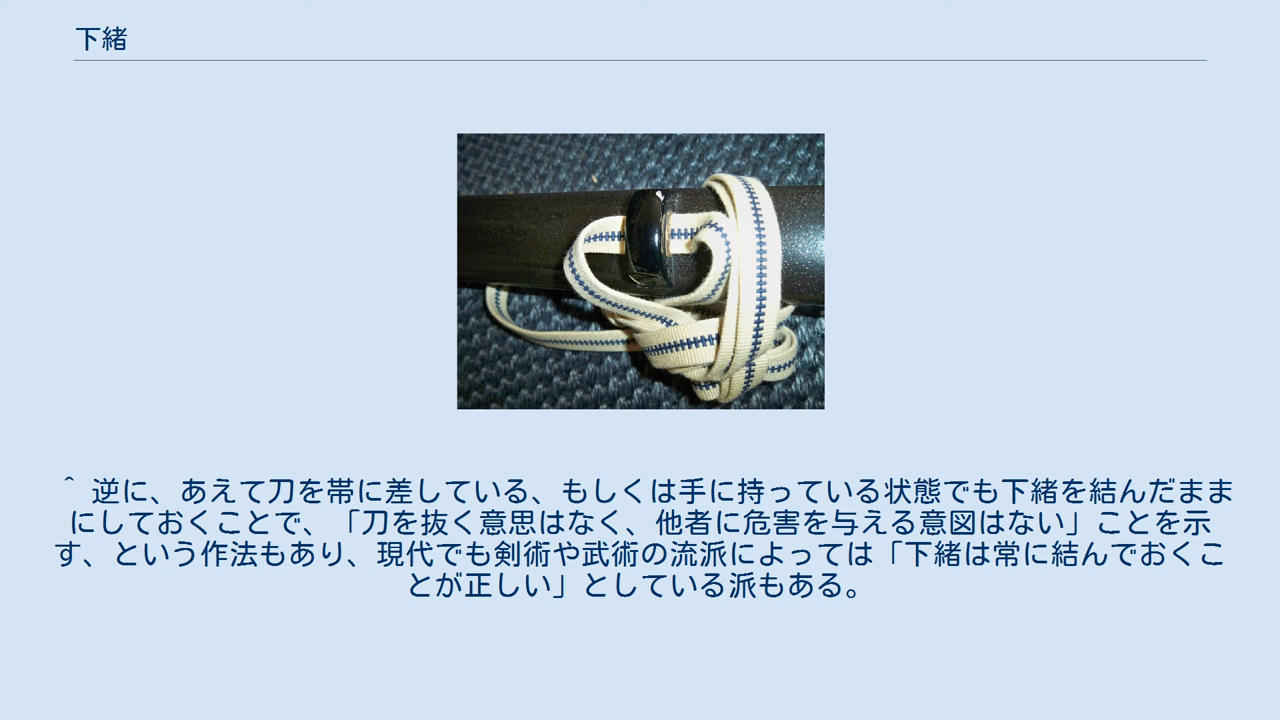 下緒
^ 逆に、あえて刀を帯に差している、もしくは手に持っている状態でも下緒を結んだまま
にしておくことで、「刀を抜く意思はなく、他者に危害を与える意図はない」ことを示
す、という作法もあり、現代でも剣術や武術の流派によっては「下緒は常に結んでおくこ
とが正しい」としている派もある。